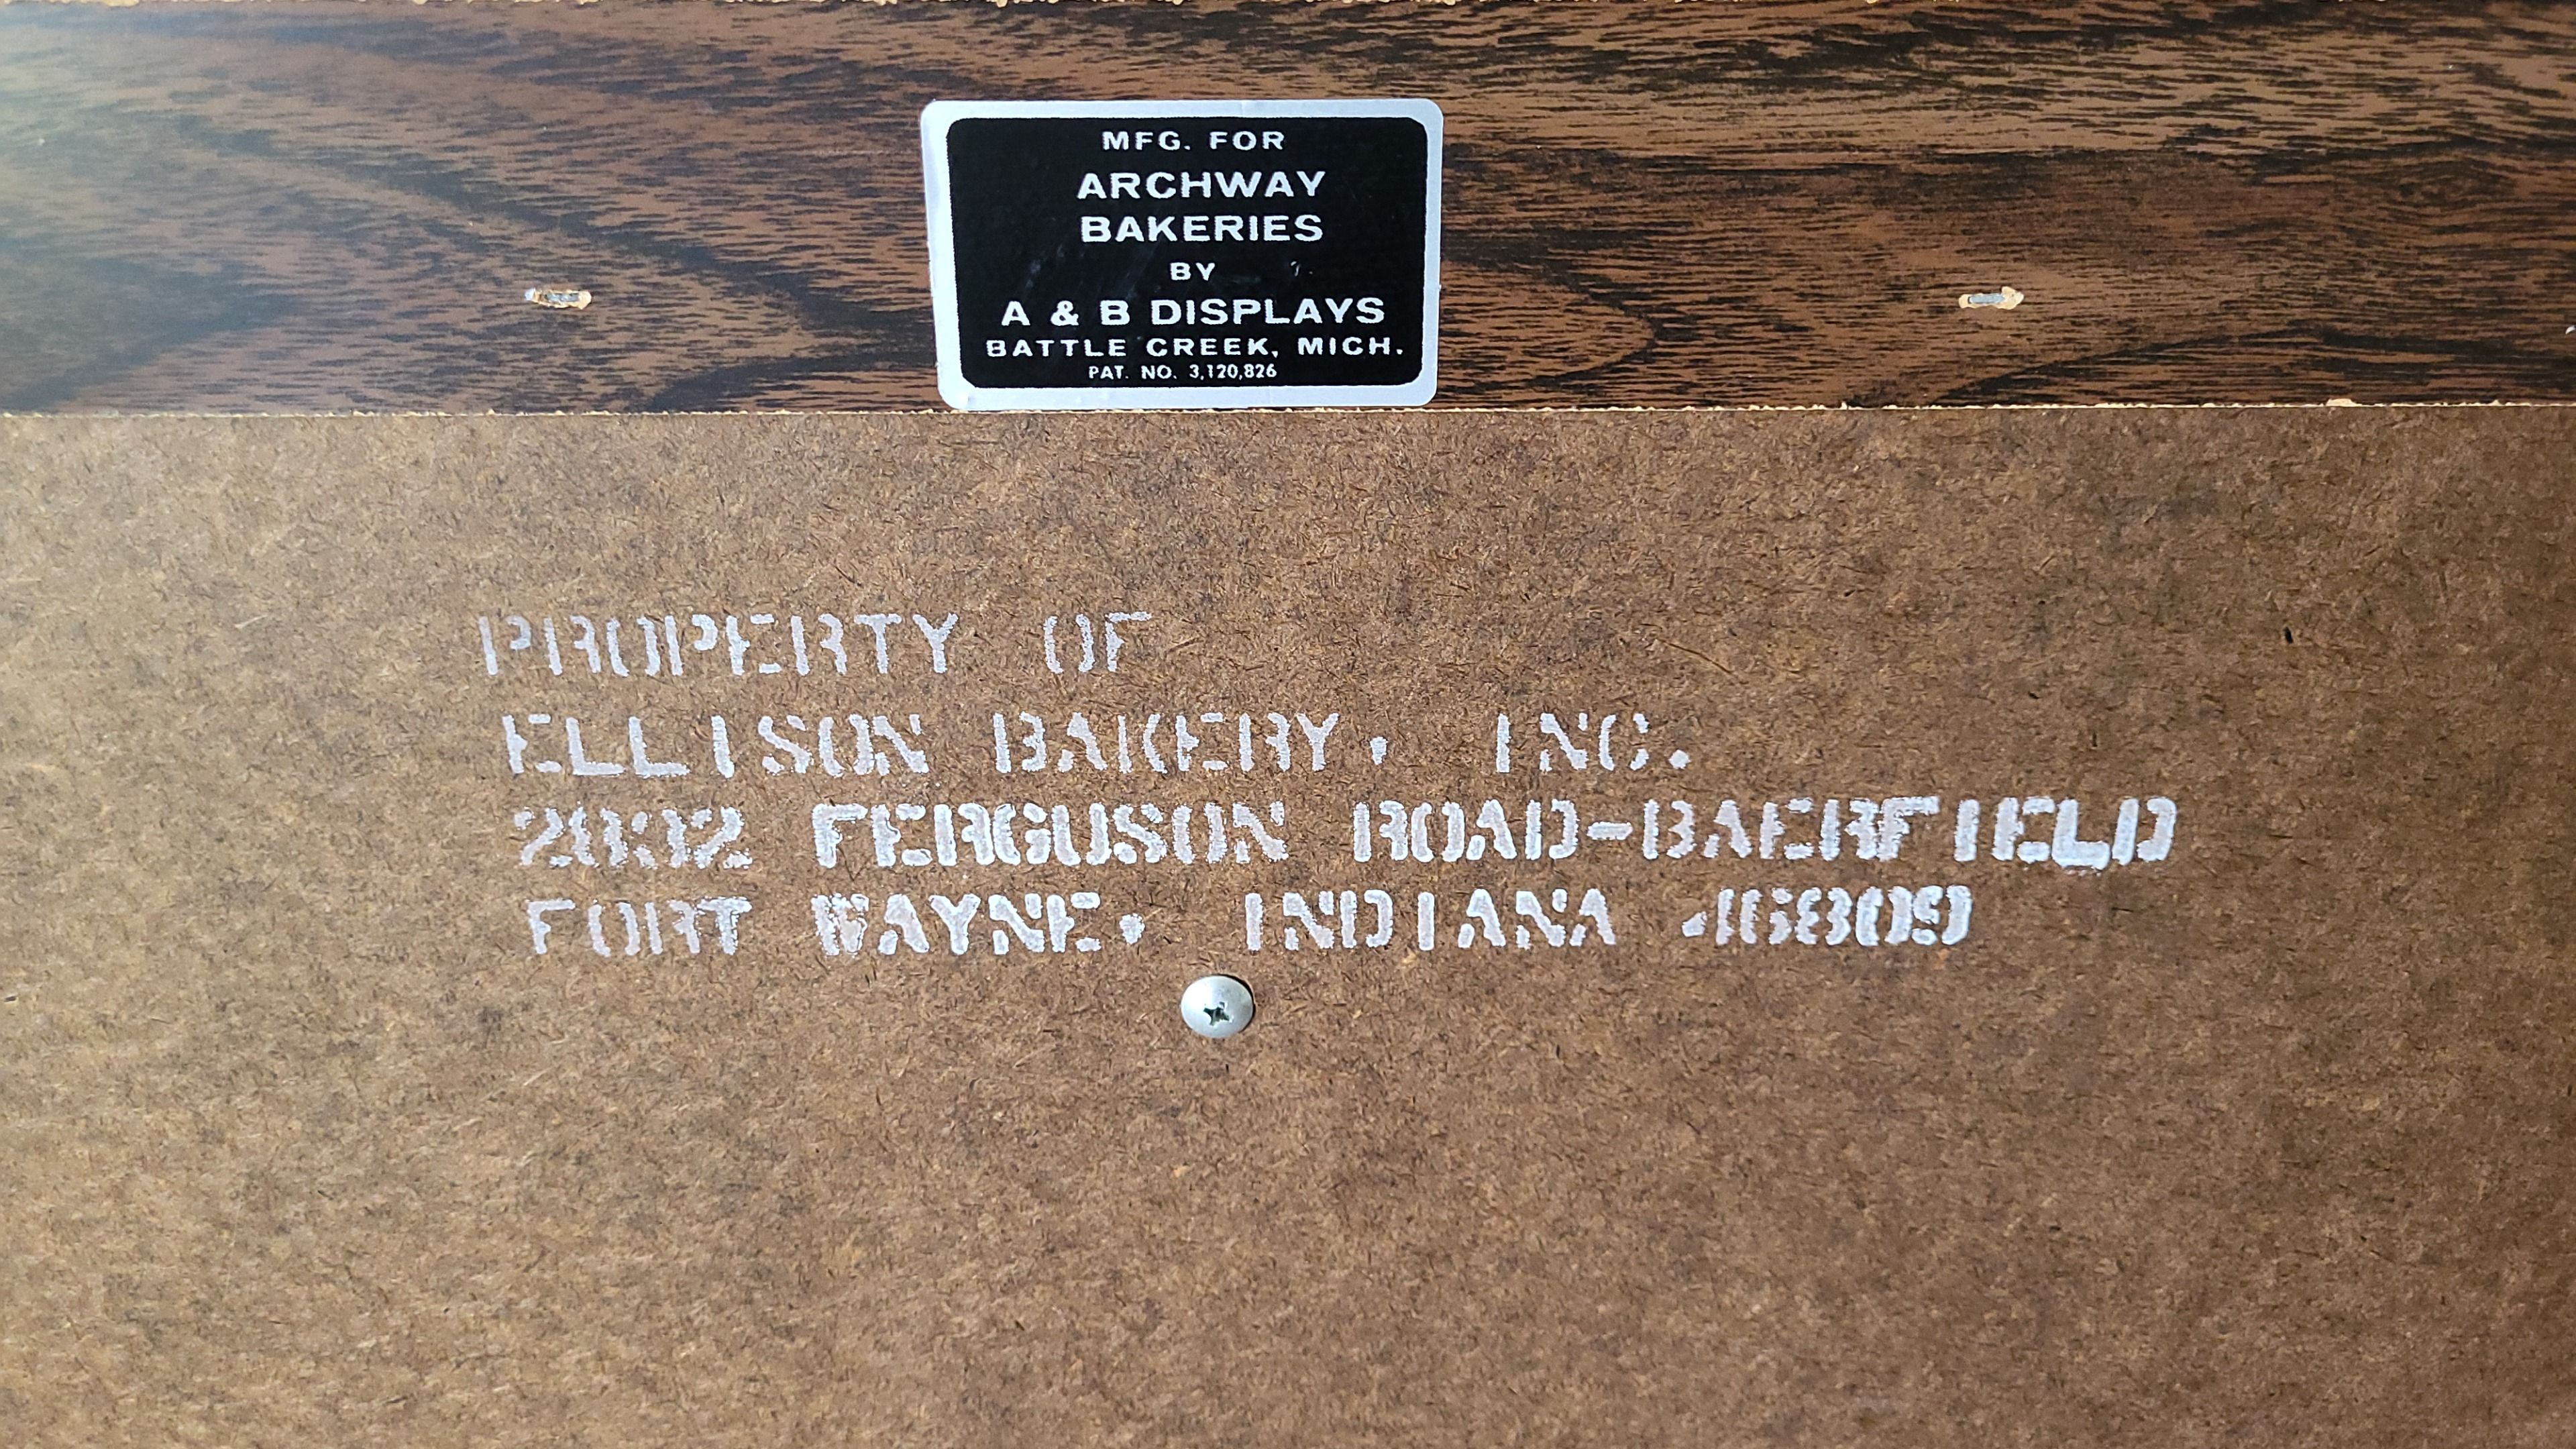 MFG. FOR
ARCHWAY
BAKERIES
BY
A & B DISPLAYS
BATTLE CREEK, MICH.
PAT. NO. 3,120,826
PROPERTY OF
ELLISON BAKERY, INC.
FERGUSON ROAD-BAERFIELD
FORT WAYNE, INDIANA 46809